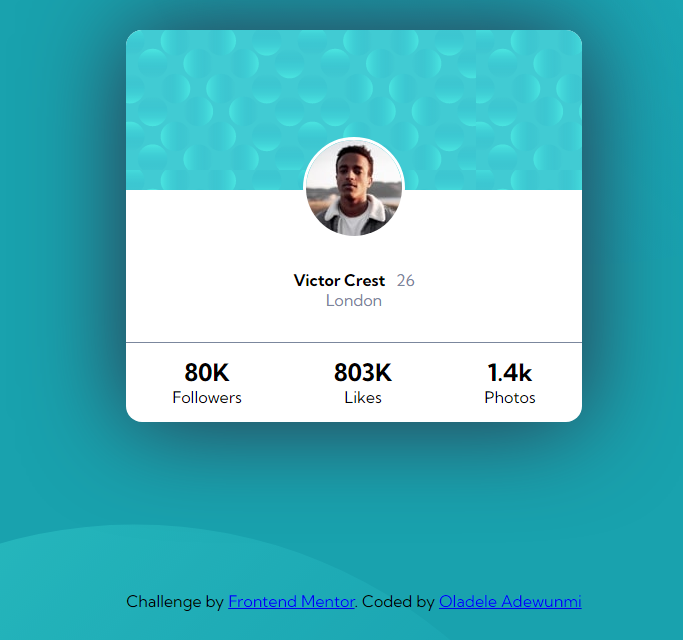 Victor Crest 26
London
80K 803K 1.4k
Followers Likes Photos
Challenge by Frontend Mentor. Coded by Oladele Adewunmi